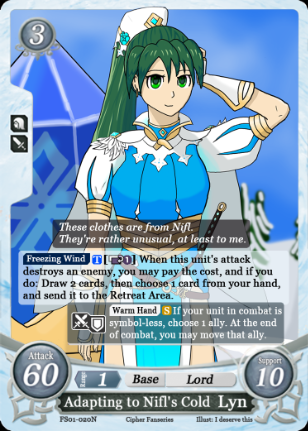 3
These clothes are from Nifl.
They're rather unusual, at least to me.
Freezing Wind T [1] When this unit's attack
destroys an enemy, you may pay the cost, and if you
do: Draw 2 cards, then choose 1 card from your hand,
and send it to the Retreat Area.
Warm Hand S If your unit in combat is
symbol-less, choose 1 ally. At the end
of combat, you may move that ally.
Attack
60
1
Base
Lord
Support
10
Adapting to Nifl's Cold Lyn
FS01-020N
Cipher Fanseries
Illust: I deserve this